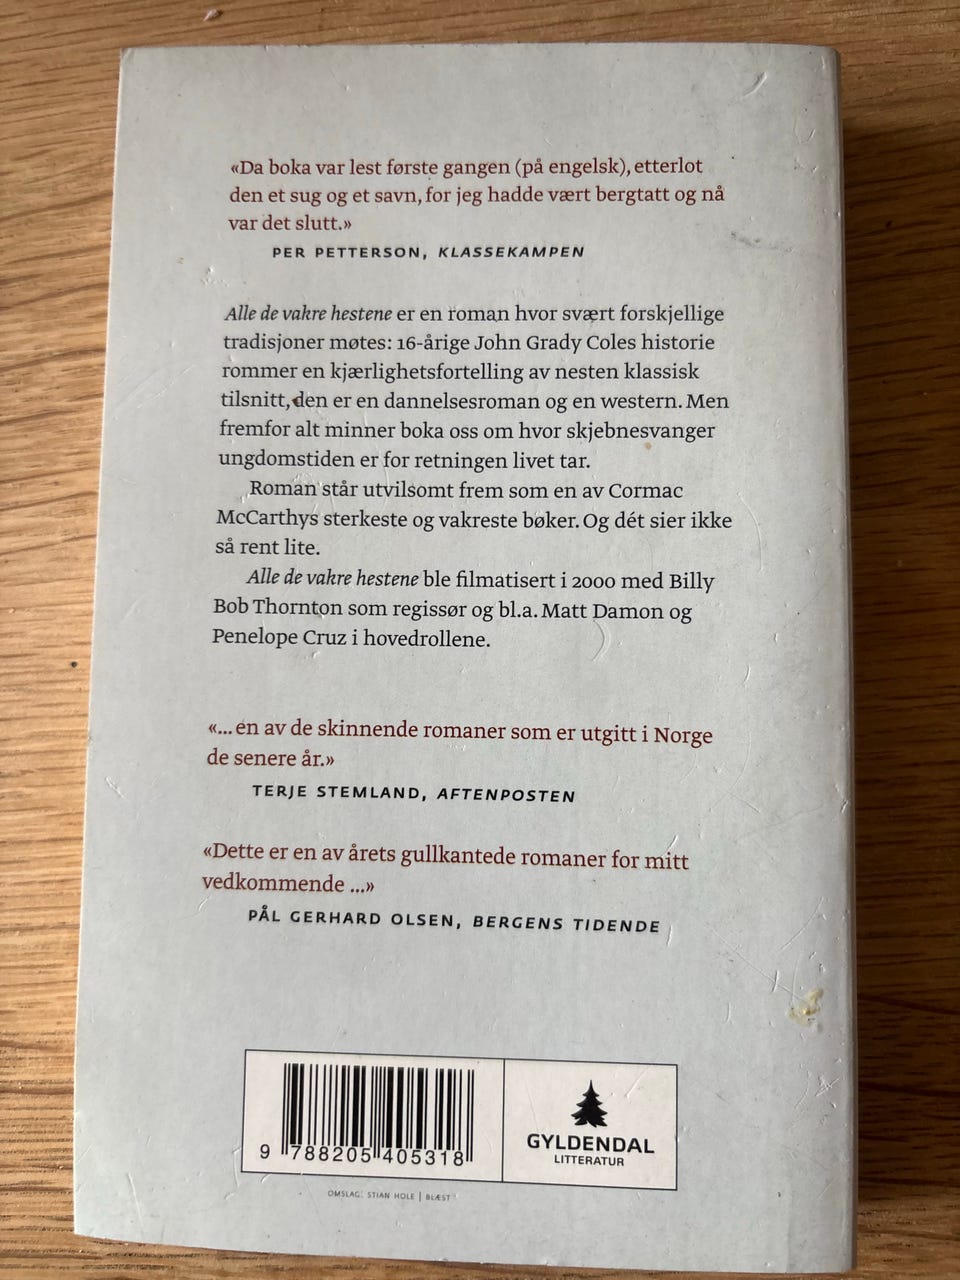 «Da boka var lest første gangen (på engelsk), etterlot
den et sug og et savn, for jeg hadde vært bergtatt og nå
var det slutt.»
PER PETTERSON, KLASSEKAMPEN
Alle de vakre hestene er en roman hvor svært forskjellige
tradisjoner møtes: 16-årige John Grady Coles historie
rommer en kjærlighetsfortelling av nesten klassisk
tilsnitt, den er en dannelsesroman og en western. Men
fremfor alt minner boka oss om hvor skjebnesvanger
ungdomstiden er for retningen livet tar.
Roman står utvilsomt frem som en av Cormac
McCarthys sterkeste og vakreste bøker. Og dét sier ikke
så rent lite.
Alle de vakre hestene ble filmatisert i 2000 med Billy
Bob Thornton som regissør og bl.a. Matt Damon og
Penelope Cruz i hovedrollene.
«... en av de skinnende romaner som er utgitt i Norge
de senere år.»
TERJE STEMLAND, AFTENPOSTEN
«Dette er en av årets gullkantede romaner for mitt
vedkommende ...»
PÅL GERHARD OLSEN, BERGENS TIDENDE
9 788205 405318
GYLDENDAL
LITTERATUR
OMSLAG: STIAN HOLE | BLÆST